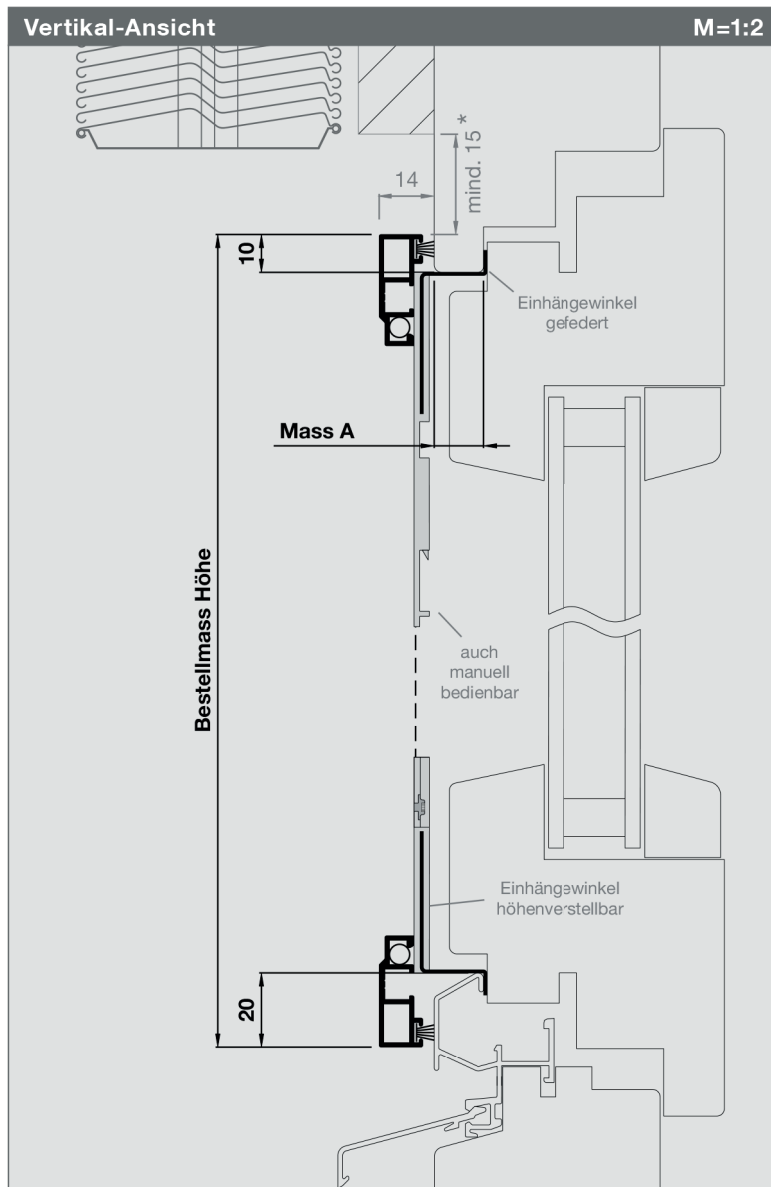 Vertikal-Ansicht M=1:2
14
mind. 15*
10
Einhängewinkel
gefedert
Mass A
Bestellmass Höhe
auch
manuell
bedienbar
Einhängewinkel
höhenverstellbar
20